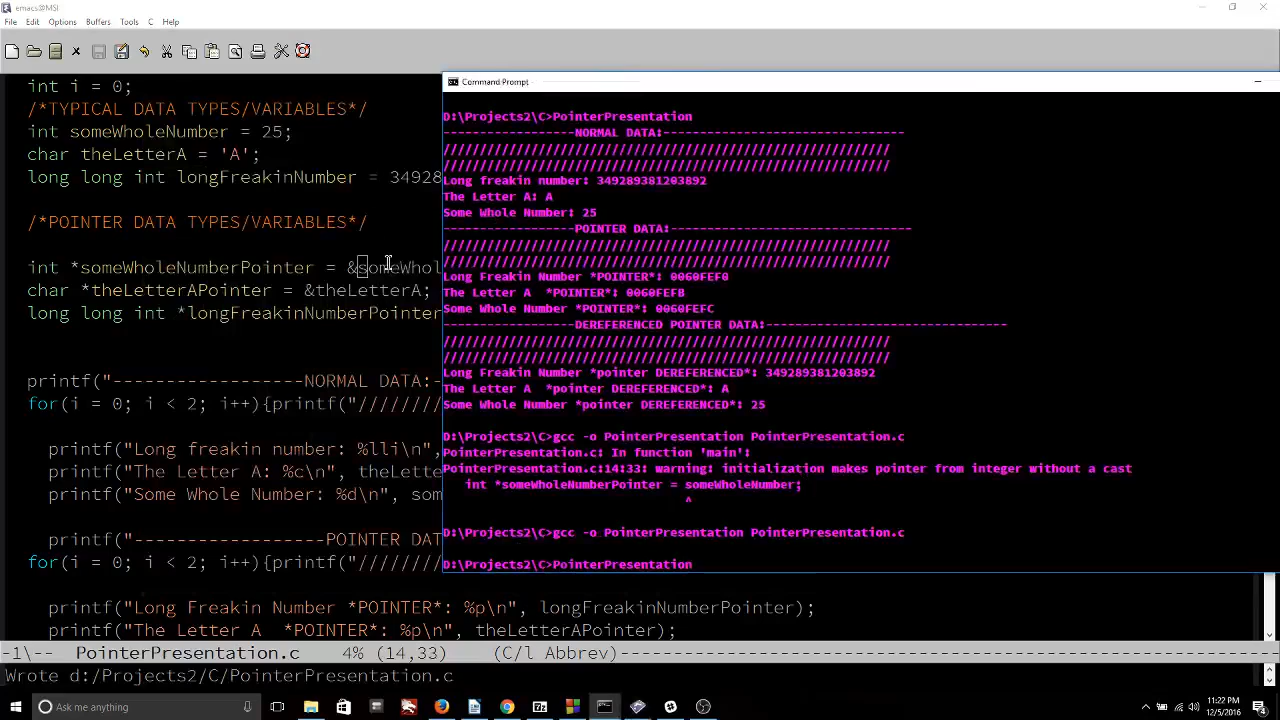 emacs@MSI
File Edit Options Buffers Tools C Help
int i = 0;
/*TYPICAL DATA TYPES/VARIABLES*/
int someWholeNumber = 25;
char theLetterA = 'A';
long long int longFreakinNumber = 34928
/*POINTER DATA TYPES/VARIABLES*/
int *someWholeNumberPointer = &someWhol
char *theLetterAPointer = &theLetterA;
long long int *longFreakinNumberPointer
printf("------------------NORMAL DATA:-
for(i = 0; i < 2; i++){printf("////////
printf("Long freakin number: %lli\n",
printf("The Letter A: %c\n", theLette
printf("Some Whole Number: %d\n", som
printf("------------------POINTER DAT
for(i = 0; i < 2; i++){printf("////////
printf("Long Freakin Number *POINTER*: %p\n", longFreakinNumberPointer);
printf("The Letter A  *POINTER*: %p\n", theLetterAPointer);
-1\--  PointerPresentation.c    4% (14,33)    (C/l Abbrev)------------------------------------------------------------
Wrote d:/Projects2/C/PointerPresentation.c
Command Prompt
D:\Projects2\C>PointerPresentation
------------------NORMAL DATA:---------------------------------
/////////////////////////////////////////////////////////////
/////////////////////////////////////////////////////////////
Long freakin number: 349289381203892
The Letter A: A
Some Whole Number: 25
------------------POINTER DATA:----------------------------------
/////////////////////////////////////////////////////////////
/////////////////////////////////////////////////////////////
Long Freakin Number *POINTER*: 0060FEF0
The Letter A  *POINTER*: 0060FEFB
Some Whole Number *POINTER*: 0060FEFC
------------------DEREFERENCED POINTER DATA:---------------------------------
/////////////////////////////////////////////////////////////
/////////////////////////////////////////////////////////////
Long Freakin Number *pointer DEREFERENCED*: 349289381203892
The Letter A  *pointer DEREFERENCED*: A
Some Whole Number *pointer DEREFERENCED*: 25
D:\Projects2\C>gcc -o PointerPresentation PointerPresentation.c
PointerPresentation.c: In function 'main':
PointerPresentation.c:14:33: warning: initialization makes pointer from integer without a cast
int *someWholeNumberPointer = someWholeNumber;
^
D:\Projects2\C>gcc -o PointerPresentation PointerPresentation.c
D:\Projects2\C>PointerPresentation
Ask me anything
11:22 PM
12/5/2016